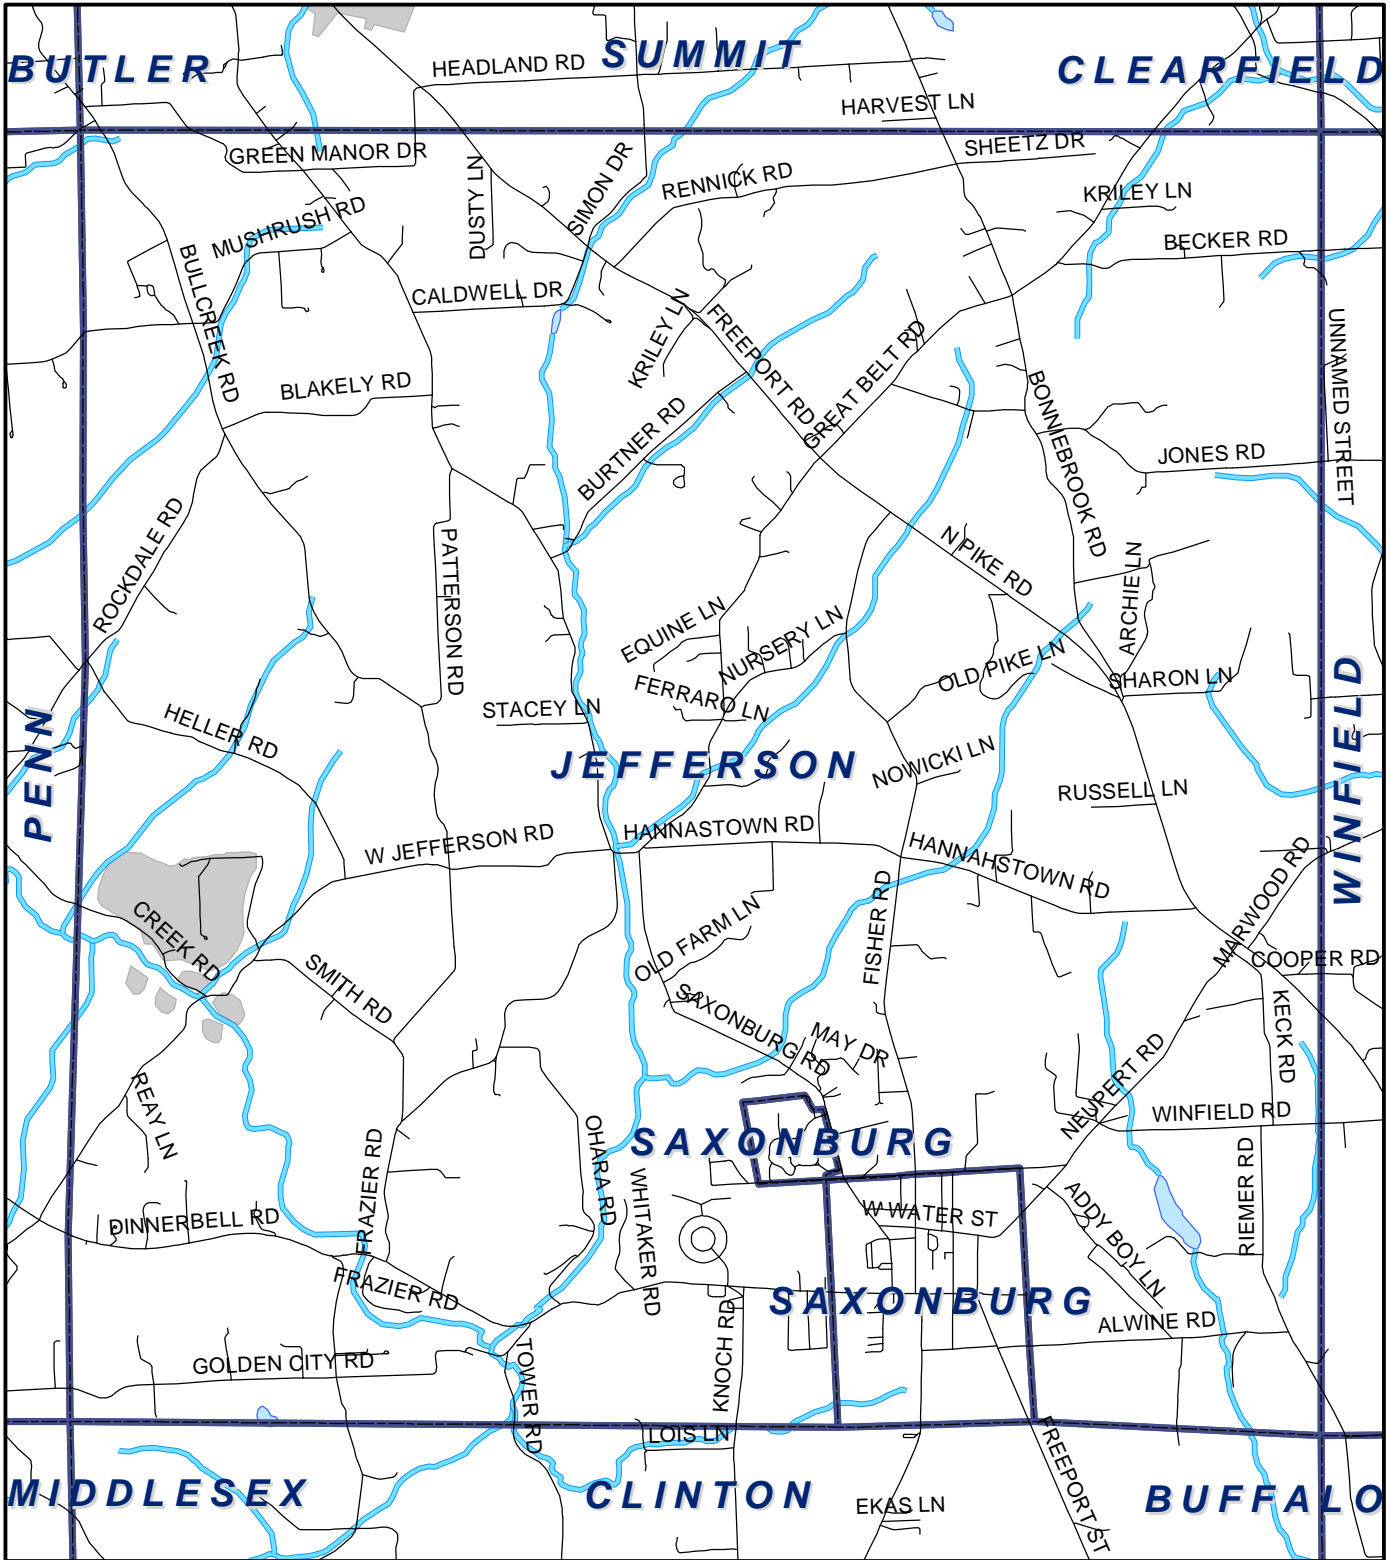 BUTLER
SUMMIT
CLEARFIELD
HEADLAND RD
HARVEST LN
GREEN MANOR DR
SHEETZ DR
DUSTY LN
SIMON DR
RENNICK RD
KRILEY LN
MUSHRUSH RD
BECKER RD
BULLCREEK RD
CALDWELL DR
KRILEY LN
FREEPORT RD
GREAT BELT RD
UNNAMED STREET
BLAKELY RD
BURTNER RD
BONNIEBROOK RD
JONES RD
ROCKDALE RD
PATTERSON RD
N PIKE RD
ARCHIE LN
EQUINE LN
NURSERY LN
OLD PIKE LN
SHARON LN
FERRARO LN
STACEY LN
HELLER RD
PENN
JEFFERSON
WINFIELD
NOWICKI LN
RUSSELL LN
W JEFFERSON RD
HANNASTOWN RD
HANNAHSTOWN RD
MARWOOD RD
CREEK RD
OLD FARM LN
FISHER RD
COOPER RD
SMITH RD
SAXONBURG RD
MAY DR
KECK RD
NEUPERT RD
REAY LN
WINFIELD RD
SAXONBURG
OHARA RD
WHITAKER RD
FRAZIER RD
RIEMER RD
DINNERBELL RD
W WATER ST
ADDY BOY LN
FRAZIER RD
SAXONBURG
ALWINE RD
KNOCH RD
GOLDEN CITY RD
TOWER RD
LOIS LN
FREEPORT ST
MIDDLESEX
CLINTON
EKAS LN
BUFFALO